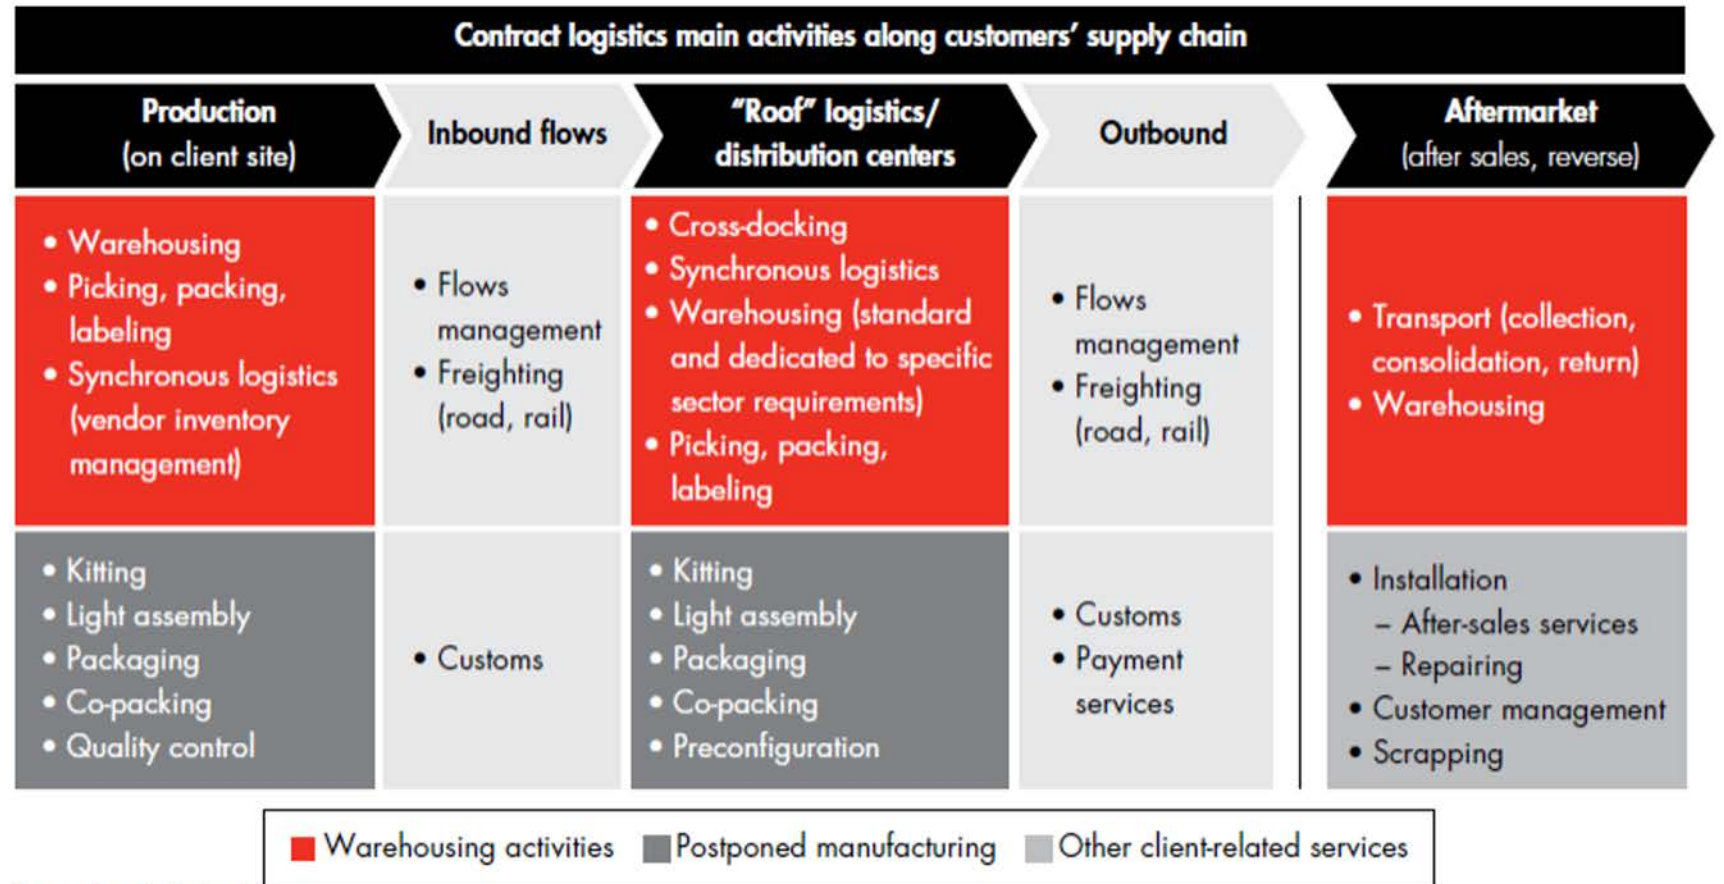 Contract logistics main activities along customers' supply chain
Production
(on client site)
Inbound flows
“Roof” logistics/
distribution centers
Outbound
Aftermarket
(after sales, reverse)
• Warehousing
• Picking, packing,
labeling
• Synchronous logistics
(vendor inventory
management)
• Flows
management
• Freighting
(road, rail)
• Cross-docking
• Synchronous logistics
• Warehousing (standard
and dedicated to specific
sector requirements)
• Picking, packing,
labeling
• Flows
management
• Freighting
(road, rail)
• Transport (collection,
consolidation, return)
• Warehousing
• Kitting
• Light assembly
• Packaging
• Co-packing
• Quality control
• Customs
• Kitting
• Light assembly
• Packaging
• Co-packing
• Preconfiguration
• Customs
• Payment
services
• Installation
– After-sales services
– Repairing
• Customer management
• Scrapping
Warehousing activities
Postponed manufacturing
Other client-related services